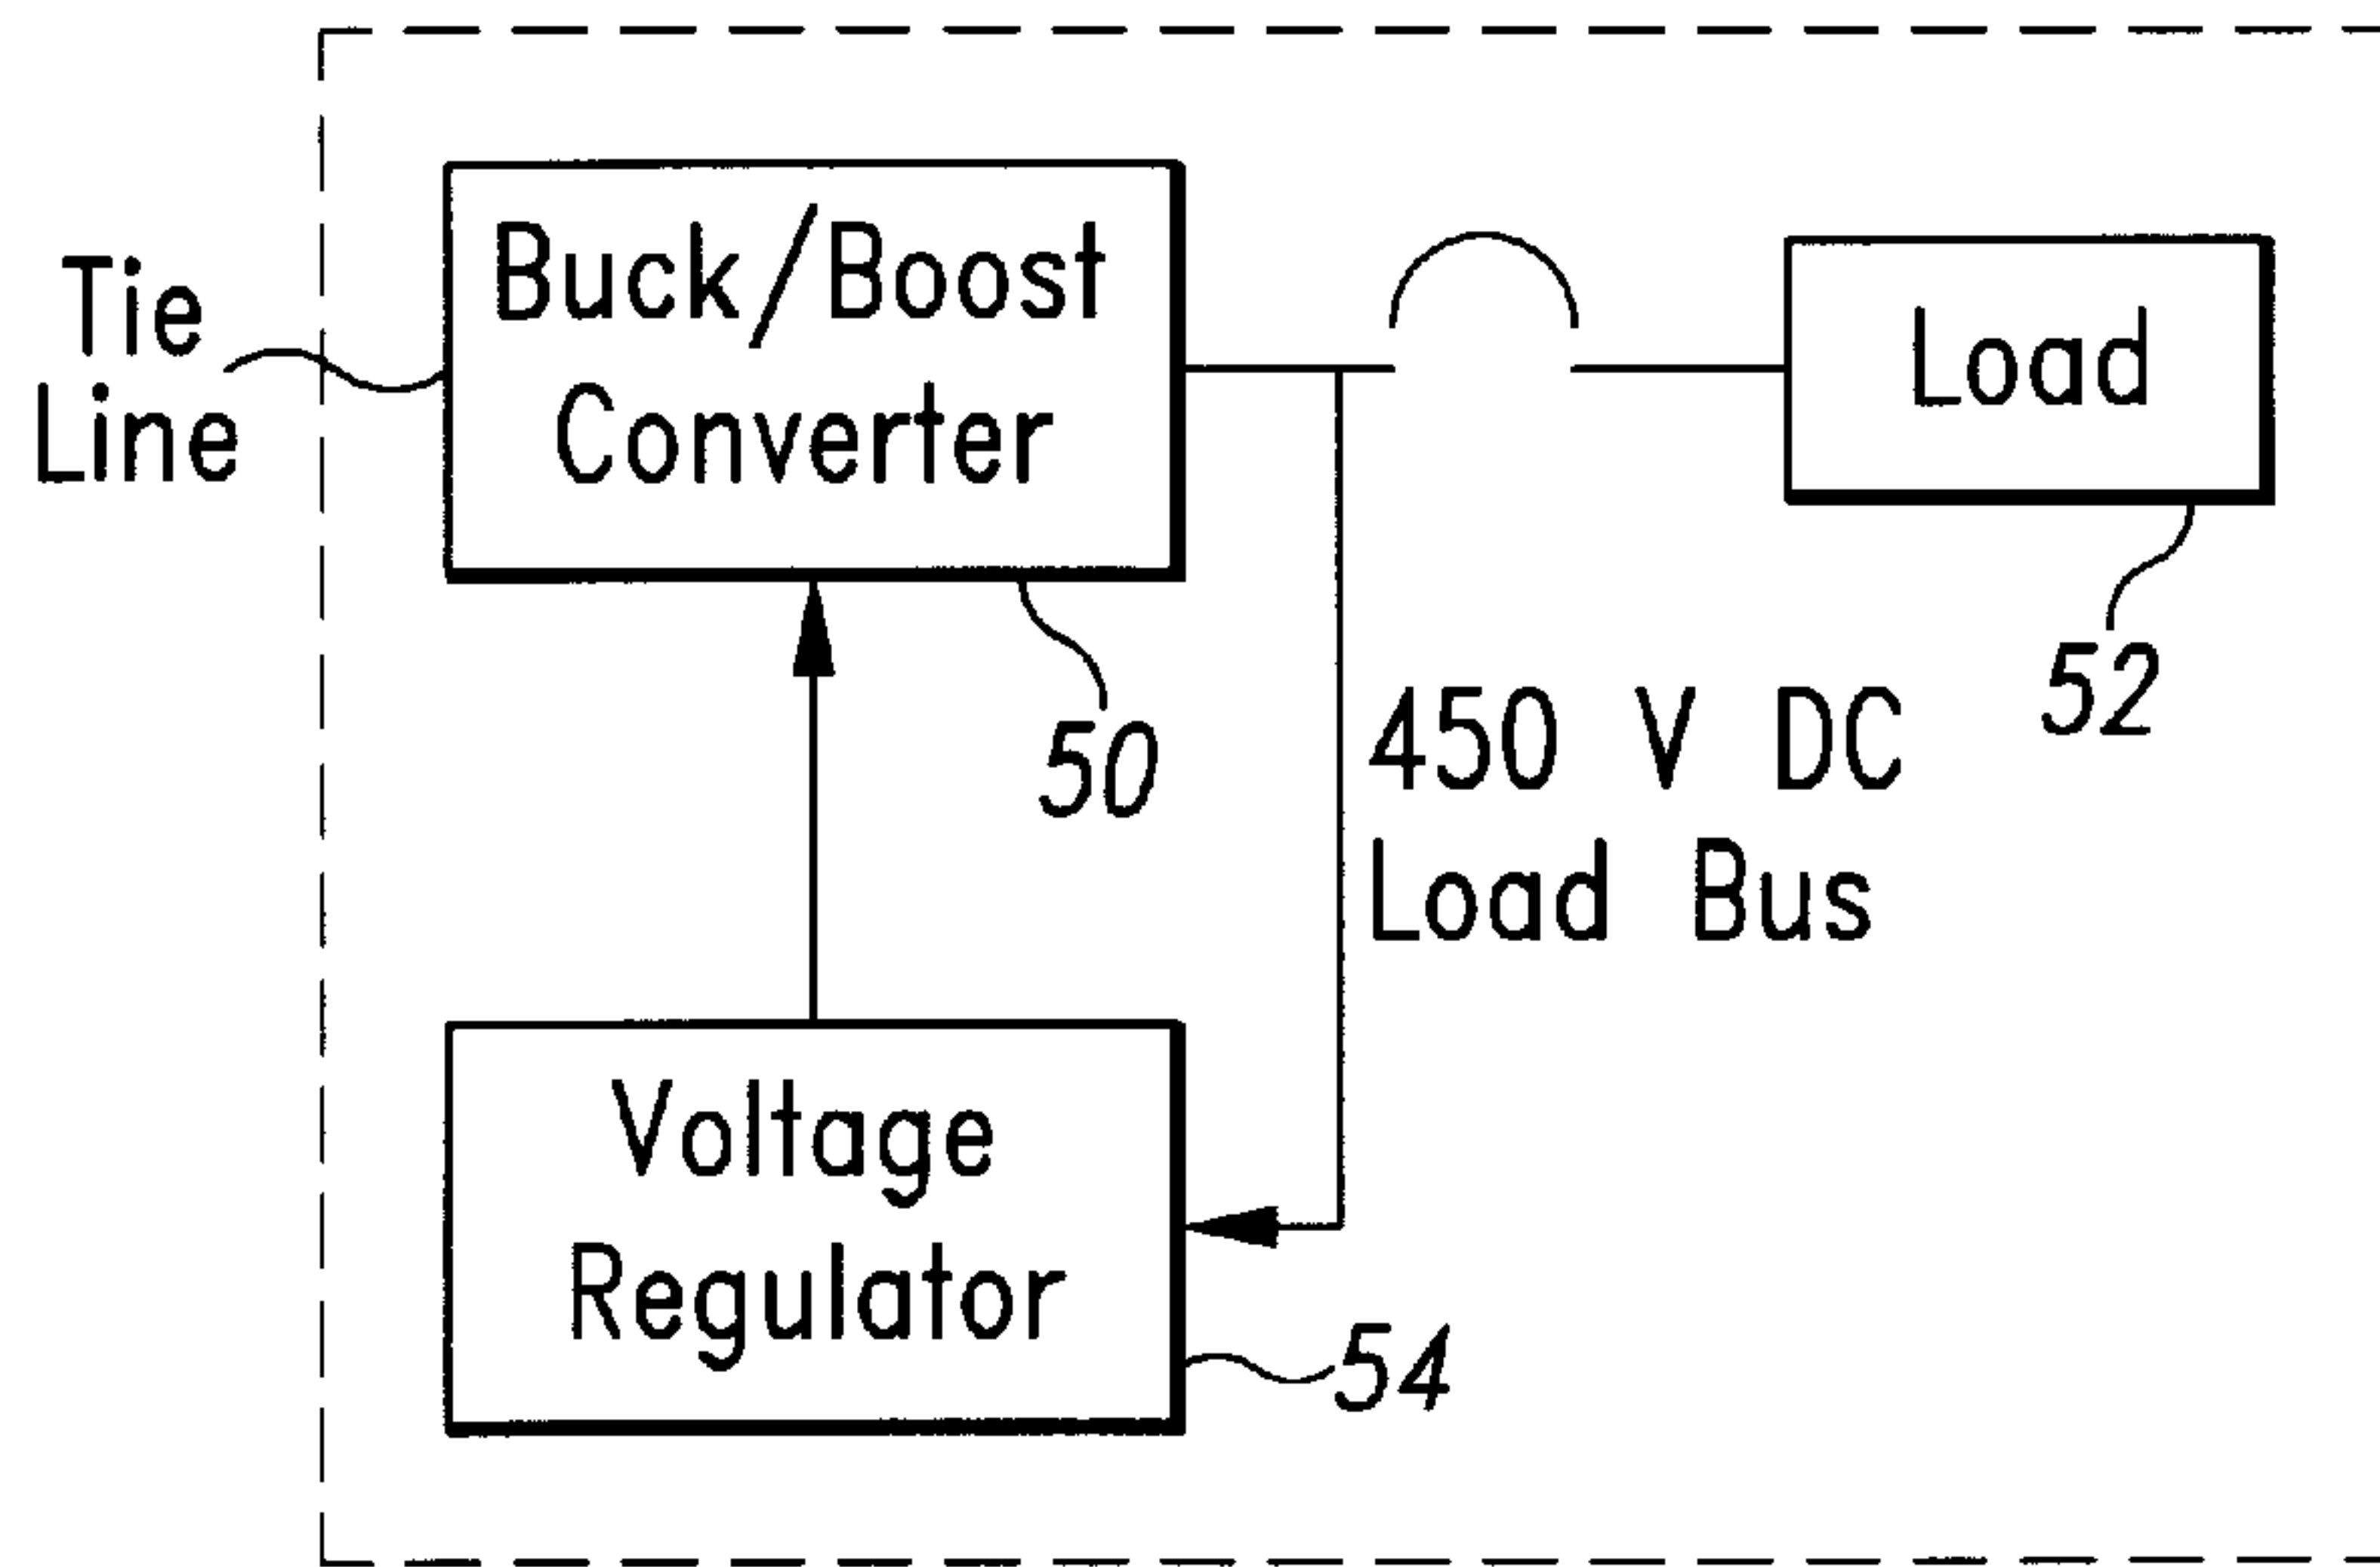 Tie
Line
Buck/Boost
Converter
Load
52
50
450 V DC
Load Bus
Voltage
Regulator
54